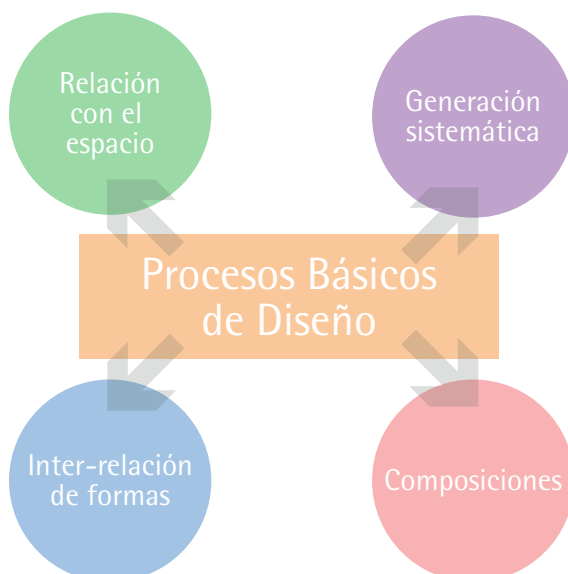 Relación
con el
espacio
Generación
sistemática
Procesos Básicos
de Diseño
Inter-relación
de formas
Composiciones